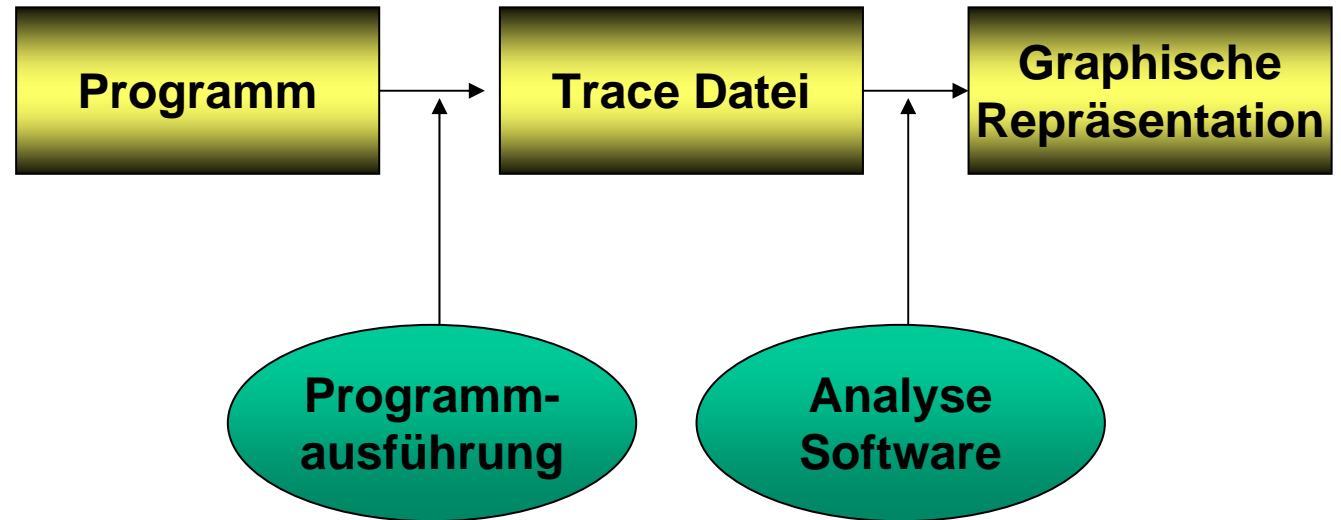 Programm
Trace Datei
Graphische
Repräsentation
Programm-
ausführung
Analyse
Software